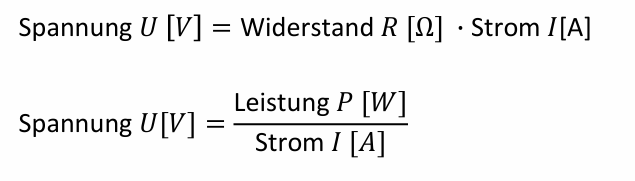 Spannung U [V] = Widerstand R [Ω] · Strom I[A]
Spannung U[V] = Leistung P [W]
Strom I [A]